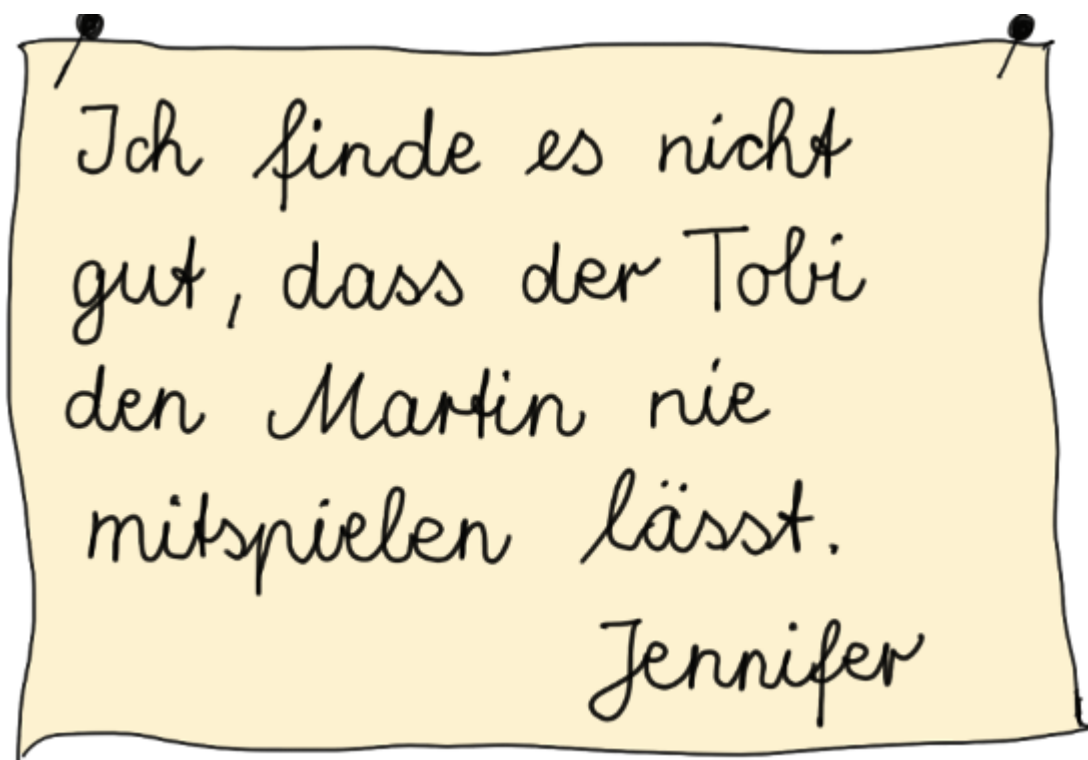 Ich finde es nicht
gut, dass der Tobi
den Martin nie
mitspielen lässt.
Jennifer